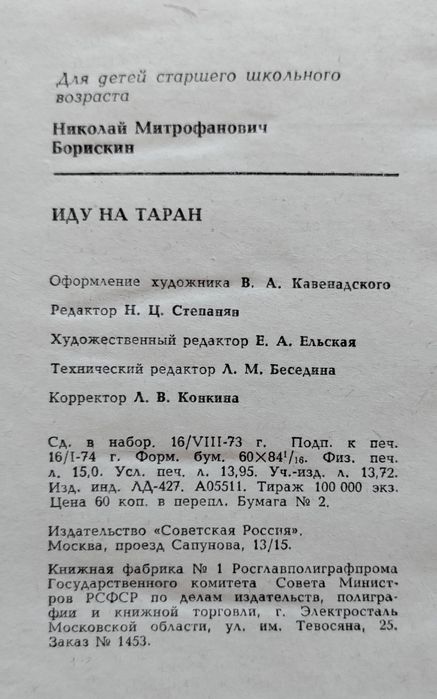 Для детей старшего школьного
возраста
Николай Митрофанович
Борискин
ИДУ НА ТАРАН
Оформление художника В. А. Кавенадского
Редактор Н. Ц. Степанян
Художественный редактор Е. А. Ельская
Технический редактор Л. М. Беседина
Корректор Л. В. Конкина
Сд. в набор. 16/VIII-73 г. Подп. к печ.
16/I-74 г. Форм. бум. 60X84¹/₁₆. Физ. печ.
л. 15,0. Усл. печ. л. 13,95. Уч.-изд. л. 13,72.
Изд. инд. ЛД-427. А05511. Тираж 100 000 экз.
Цена 60 коп. в перепл. Бумага № 2.
Издательство «Советская Россия».
Москва, проезд Сапунова, 13/15.
Книжная фабрика № 1 Росглавполиграфпрома
Государственного комитета Совета Минист-
ров РСФСР по делам издательств, полигра-
фии и книжной торговли, г. Электросталь
Московской области, ул. им. Тевосяна, 25.
Заказ № 1453.